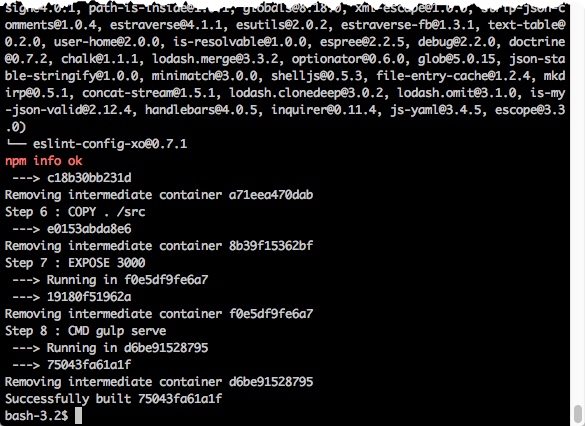 sign@4.0.1, path-is-inside@1.0.1, globals@8.18.0, xml-escape@1.0.0, strip-json-c
omments@1.0.4, estraverse@4.1.1, esutils@2.0.2, estraverse-fb@1.3.1, text-table@
0.2.0, user-home@2.0.0, is-resolvable@1.0.0, espree@2.2.5, debug@2.2.0, doctrine
@0.7.2, chalk@1.1.1, lodash.merge@3.3.2, optionator@0.6.0, glob@5.0.15, json-sta
ble-stringify@1.0.0, minimatch@3.0.0, shelljs@0.5.3, file-entry-cache@1.2.4, mkd
irp@0.5.1, concat-stream@1.5.1, lodash.clonedeep@3.0.2, lodash.omit@3.1.0, is-my
-json-valid@2.12.4, handlebars@4.0.5, inquirer@0.11.4, js-yaml@3.4.5, escope@3.3
.0)
└── eslint-config-xo@0.7.1
npm info ok
---> c18b30bb231d
Removing intermediate container a71eea470dab
Step 6 : COPY . /src
---> e0153abda8e6
Removing intermediate container 8b39f15362bf
Step 7 : EXPOSE 3000
---> Running in f0e5df9fe6a7
---> 19180f51962a
Removing intermediate container f0e5df9fe6a7
Step 8 : CMD gulp serve
---> Running in d6be91528795
---> 75043fa61a1f
Removing intermediate container d6be91528795
Successfully built 75043fa61a1f
bash-3.2$